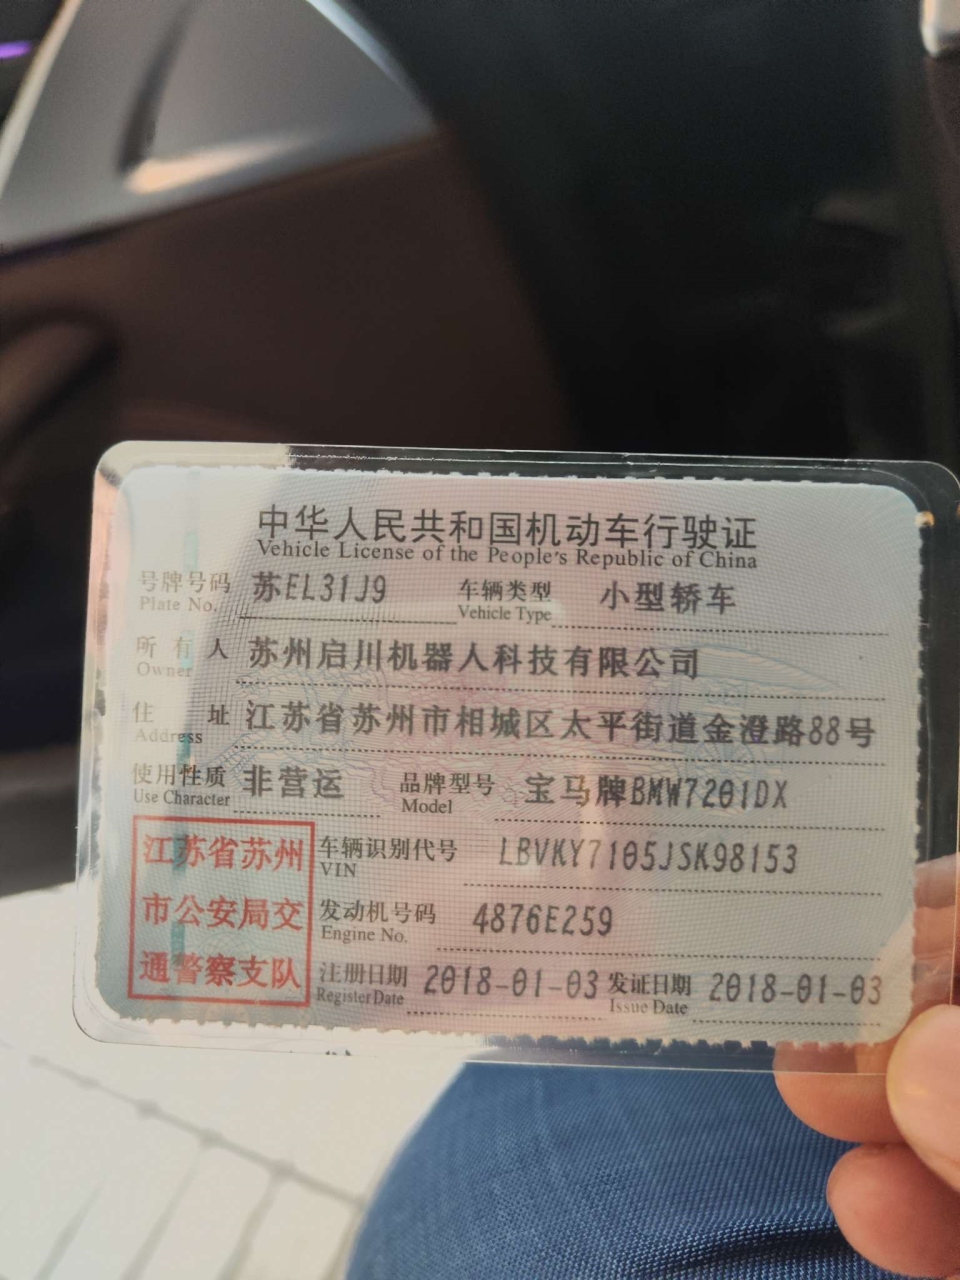 中华人民共和国机动车行驶证
Vehicle License of the People's Republic of China
号牌号码 苏EL31J9 车辆类型 小型轿车
Plate No. Vehicle Type
所有人 苏州启川机器人科技有限公司
Owner
住址 江苏省苏州市相城区太平街道金澄路88号
Address
使用性质 非营运 品牌型号 宝马牌BMW7201DX
Use Character Model
江苏省苏州
市公安局交
通警察支队
车辆识别代号 LBVKY7105JSK98153
VIN
发动机号码 4876E259
Engine No.
注册日期 2018-01-03 发证日期 2018-01-03
Register Date Issue Date